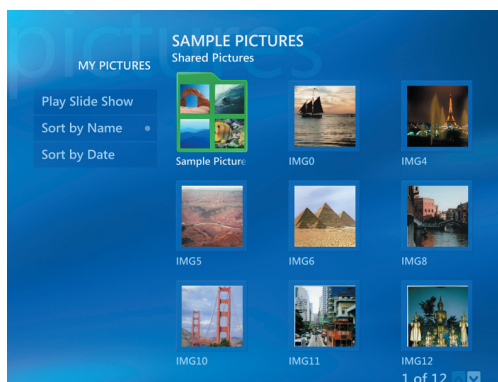 pictures
SAMPLE PICTURES
Shared Pictures
MY PICTURES
Play Slide Show
Sort by Name
Sort by Date
Sample Picture
IMG0
IMG4
IMG5
IMG6
IMG8
IMG10
IMG11
IMG12
1 of 12